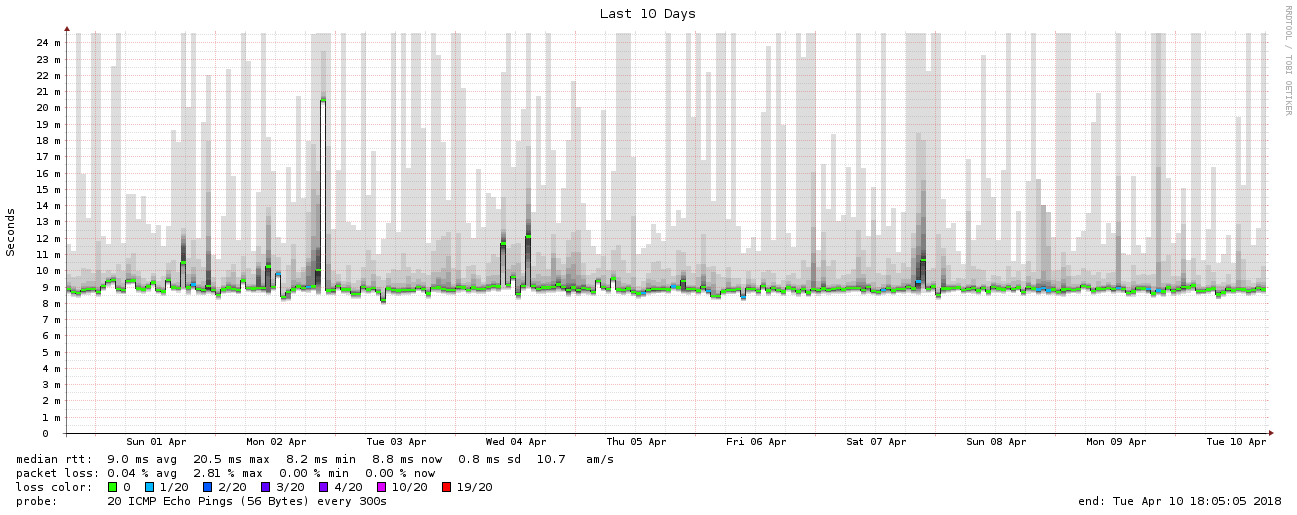 Last 10 Days
RRDTOOL / TOBI OETIKER
Seconds
24 m
23 m
22 m
21 m
20 m
19 m
18 m
17 m
16 m
15 m
14 m
13 m
12 m
11 m
10 m
9 m
8 m
7 m
6 m
5 m
4 m
3 m
2 m
1 m
0
Sun 01 Apr Mon 02 Apr Tue 03 Apr Wed 04 Apr Thu 05 Apr Fri 06 Apr Sat 07 Apr Sun 08 Apr Mon 09 Apr Tue 10 Apr
median rtt: 9.0 ms avg 20.5 ms max 8.2 ms min 8.8 ms now 0.8 ms sd 10.7 am/s
packet loss: 0.04 % avg 2.81 % max 0.00 % min 0.00 % now
loss color: 0 1/20 2/20 3/20 4/20 10/20 19/20
probe: 20 ICMP Echo Pings (56 Bytes) every 300s end: Tue Apr 10 18:05:05 2018